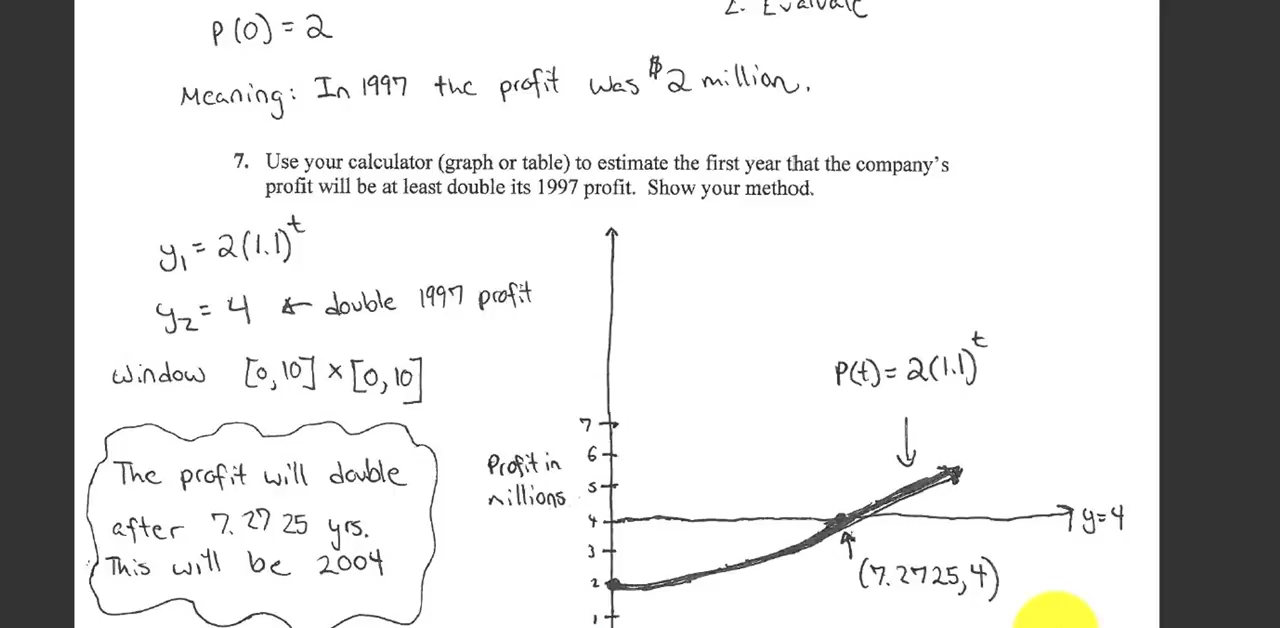 2. Evaluate
P(0) = 2
Meaning: In 1997 the profit was $2 million.
7. Use your calculator (graph or table) to estimate the first year that the company's
profit will be at least double its 1997 profit. Show your method.
y₁ = 2(1.1)^t
y₂ = 4 ← double 1997 profit
Window [0,10] × [0,10]
The profit will double
after 7.2725 yrs.
This will be 2004
P(t) = 2(1.1)^t
Profit in
millions
7
6
5
4
3
2
1
y=4
(7.2725,4)